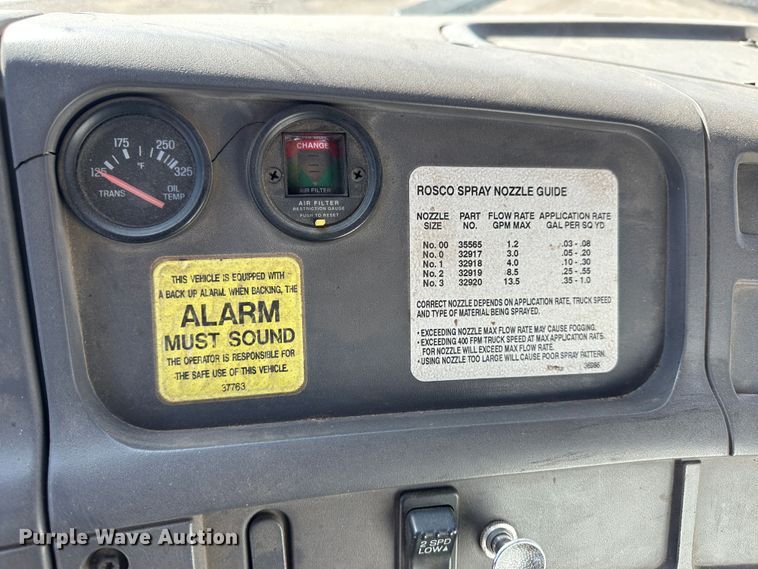 175 250
125 °F 325
TRANS OIL
TEMP
CHANGE
AIR FILTER
AIR FILTER
RESTRICTION GAUGE
PUSH TO RESET
THIS VEHICLE IS EQUIPPED WITH
A BACK UP ALARM. WHEN BACKING, THE
ALARM
MUST SOUND
THE OPERATOR IS RESPONSIBLE FOR
THE SAFE USE OF THIS VEHICLE.
37763
ROSCO SPRAY NOZZLE GUIDE
NOZZLE PART FLOW RATE APPLICATION RATE
SIZE NO. GPM MAX GAL PER SQ YD
No. 00 35565 1.2 .03 - .08
No. 0 32917 3.0 .05 - .20
No. 1 32918 4.0 .10 - .30
No. 2 32919 8.5 .25 - .55
No. 3 32920 13.5 .35 - 1.0
CORRECT NOZZLE DEPENDS ON APPLICATION RATE, TRUCK SPEED
AND TYPE OF MATERIAL BEING SPRAYED.
• EXCEEDING NOZZLE MAX FLOW RATE MAY CAUSE FOGGING.
• EXCEEDING 400 FPM TRUCK SPEED AT MAX APPLICATION RATE
FOR NOZZLE WILL EXCEED MAX FLOW RATE.
• USING NOZZLE TOO LARGE WILL CAUSE POOR SPRAY PATTERN.
2 SPD
LOW▲
Purple Wave Auction
Purple Wave Auction